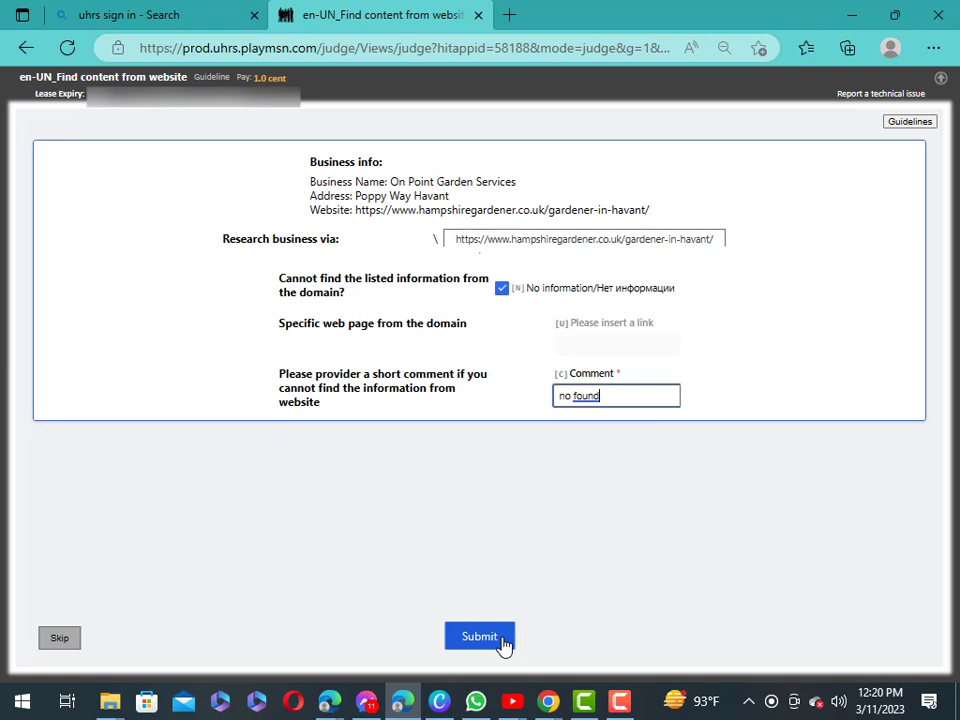 uhrs sign in - Search
en-UN_Find content from websit
https://prod.uhrs.playmsn.com/judge/Views/judge?hitappid=58188&mode=judge&g=1&...
en-UN_Find content from website Guideline Pay: 1.0 cent
Lease Expiry:
Report a technical issue
Guidelines
Business info:
Business Name: On Point Garden Services
Address: Poppy Way Havant
Website: https://www.hampshiregardener.co.uk/gardener-in-havant/
Research business via: \ https://www.hampshiregardener.co.uk/gardener-in-havant/
Cannot find the listed information from
the domain?
[N] No information/Нет информации
Specific web page from the domain
[U] Please insert a link
Please provider a short comment if you
cannot find the information from
website
[C] Comment *
no found
Skip
Submit
11
93°F
12:20 PM
3/11/2023